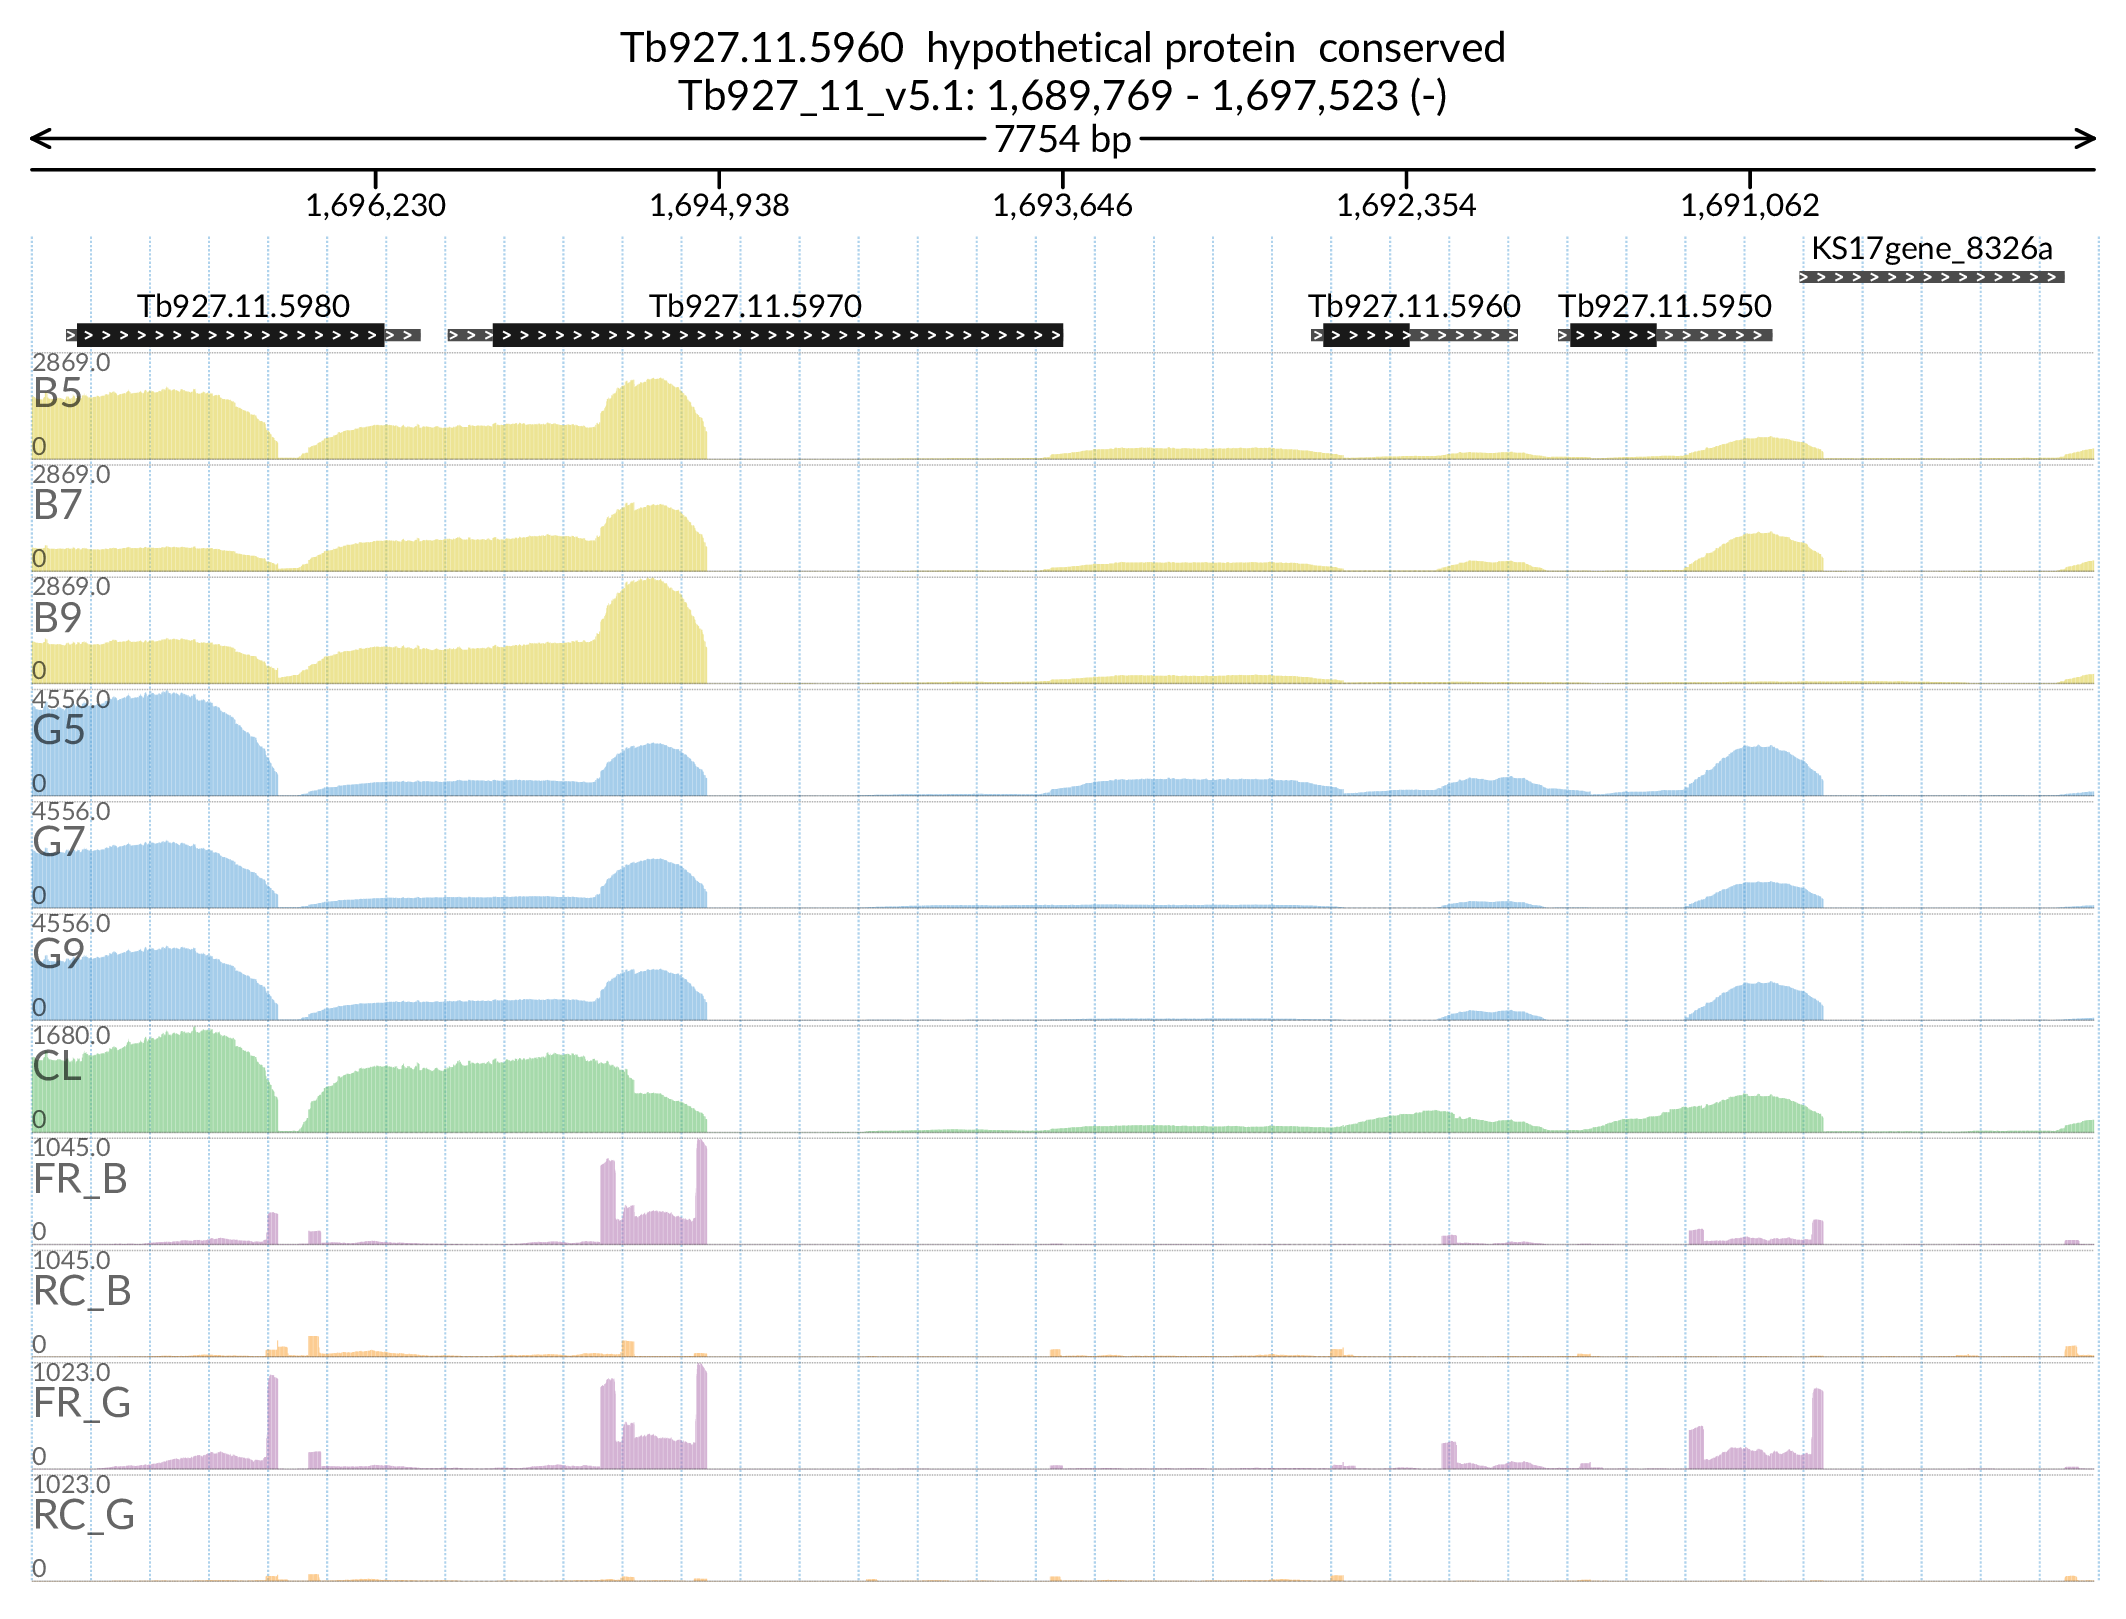 Tb927.11.5960  hypothetical protein  conserved
Tb927_11_v5.1: 1,689,769 - 1,697,523 (-)
7754 bp
1,696,230 1,694,938 1,693,646 1,692,354 1,691,062
KS17gene_8326a
Tb927.11.5980 Tb927.11.5970 Tb927.11.5960 Tb927.11.5950
2869.0
B5
0
2869.0
B7
0
2869.0
B9
0
4556.0
G5
0
4556.0
G7
0
4556.0
G9
0
1680.0
CL
0
1045.0
FR_B
0
1045.0
RC_B
0
1023.0
FR_G
0
1023.0
RC_G
0